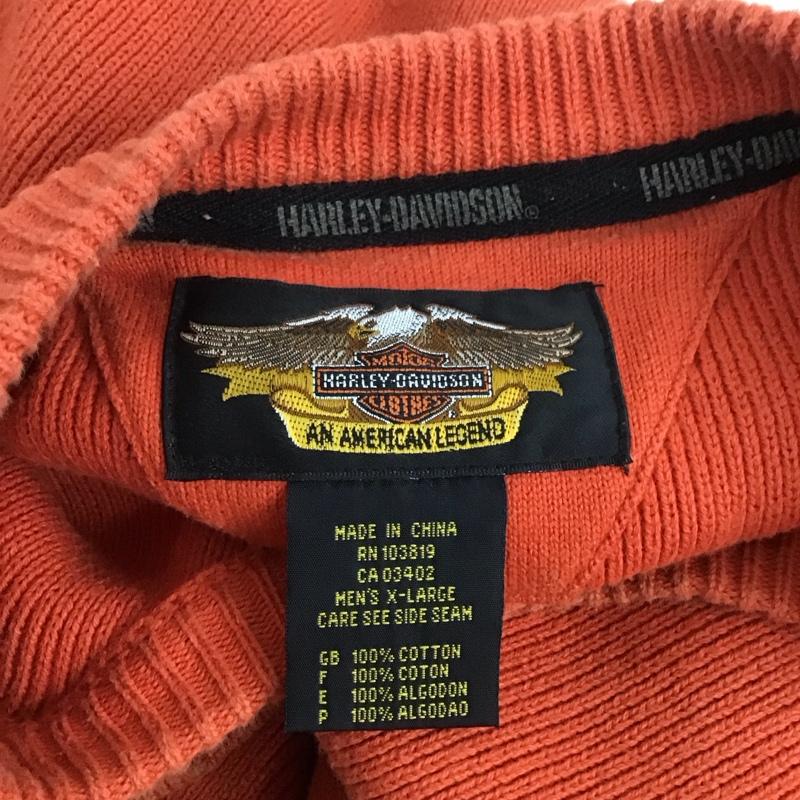 HARLEY-DAVIDSON® HARLEY-DAV
MOTOR
HARLEY-DAVIDSON
CLOTHES
AN AMERICAN LEGEND
MADE IN CHINA
RN 103819
CA 03402
MEN'S X-LARGE
CARE SEE SIDE SEAM
GB 100% COTTON
F 100% COTON
E 100% ALGODON
P 100% ALGODAO